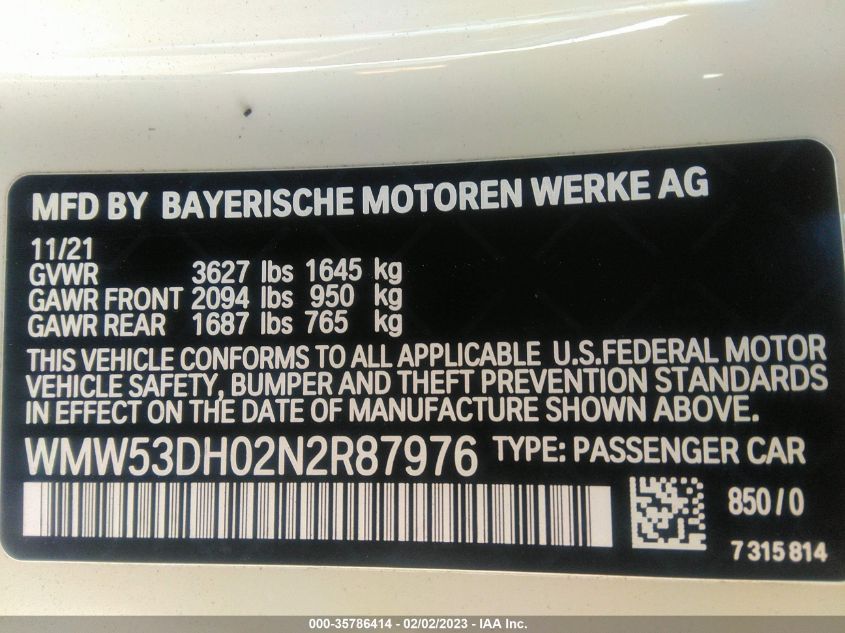 MFD BY BAYERISCHE MOTOREN WERKE AG
11/21
GVWR 3627 lbs 1645 kg
GAWR FRONT 2094 lbs 950 kg
GAWR REAR 1687 lbs 765 kg
THIS VEHICLE CONFORMS TO ALL APPLICABLE U.S.FEDERAL MOTOR
VEHICLE SAFETY, BUMPER AND THEFT PREVENTION STANDARDS
IN EFFECT ON THE DATE OF MANUFACTURE SHOWN ABOVE.
WMW53DH02N2R87976 TYPE: PASSENGER CAR
850/0
7 315 814
000-35786414 - 02/02/2023 - IAA Inc.